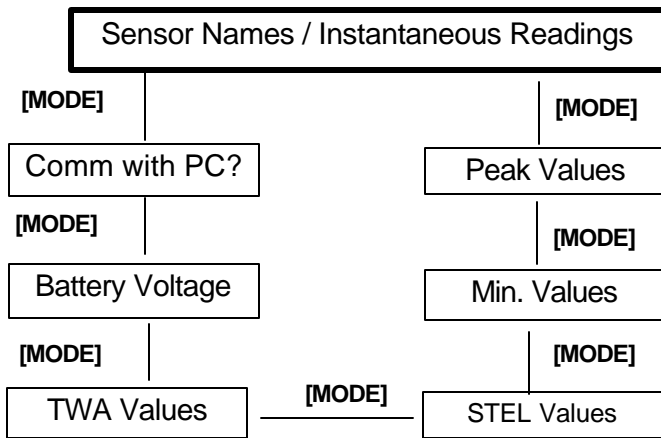 Sensor Names / Instantaneous Readings
[MODE]
[MODE]
Comm with PC?
Peak Values
[MODE]
[MODE]
Battery Voltage
Min. Values
[MODE]
[MODE]
[MODE]
TWA Values
STEL Values